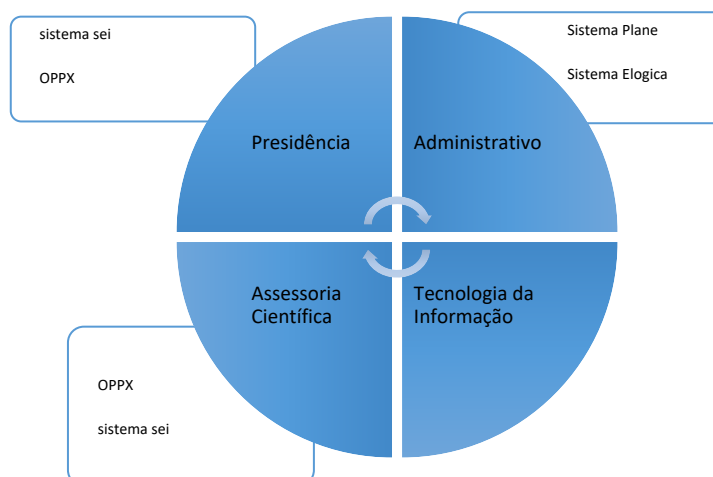 sistema sei
OPPX
Sistema Plane
Sistema Elogica
Presidência
Administrativo
Assessoria
Científica
Tecnologia da
Informação
OPPX
sistema sei